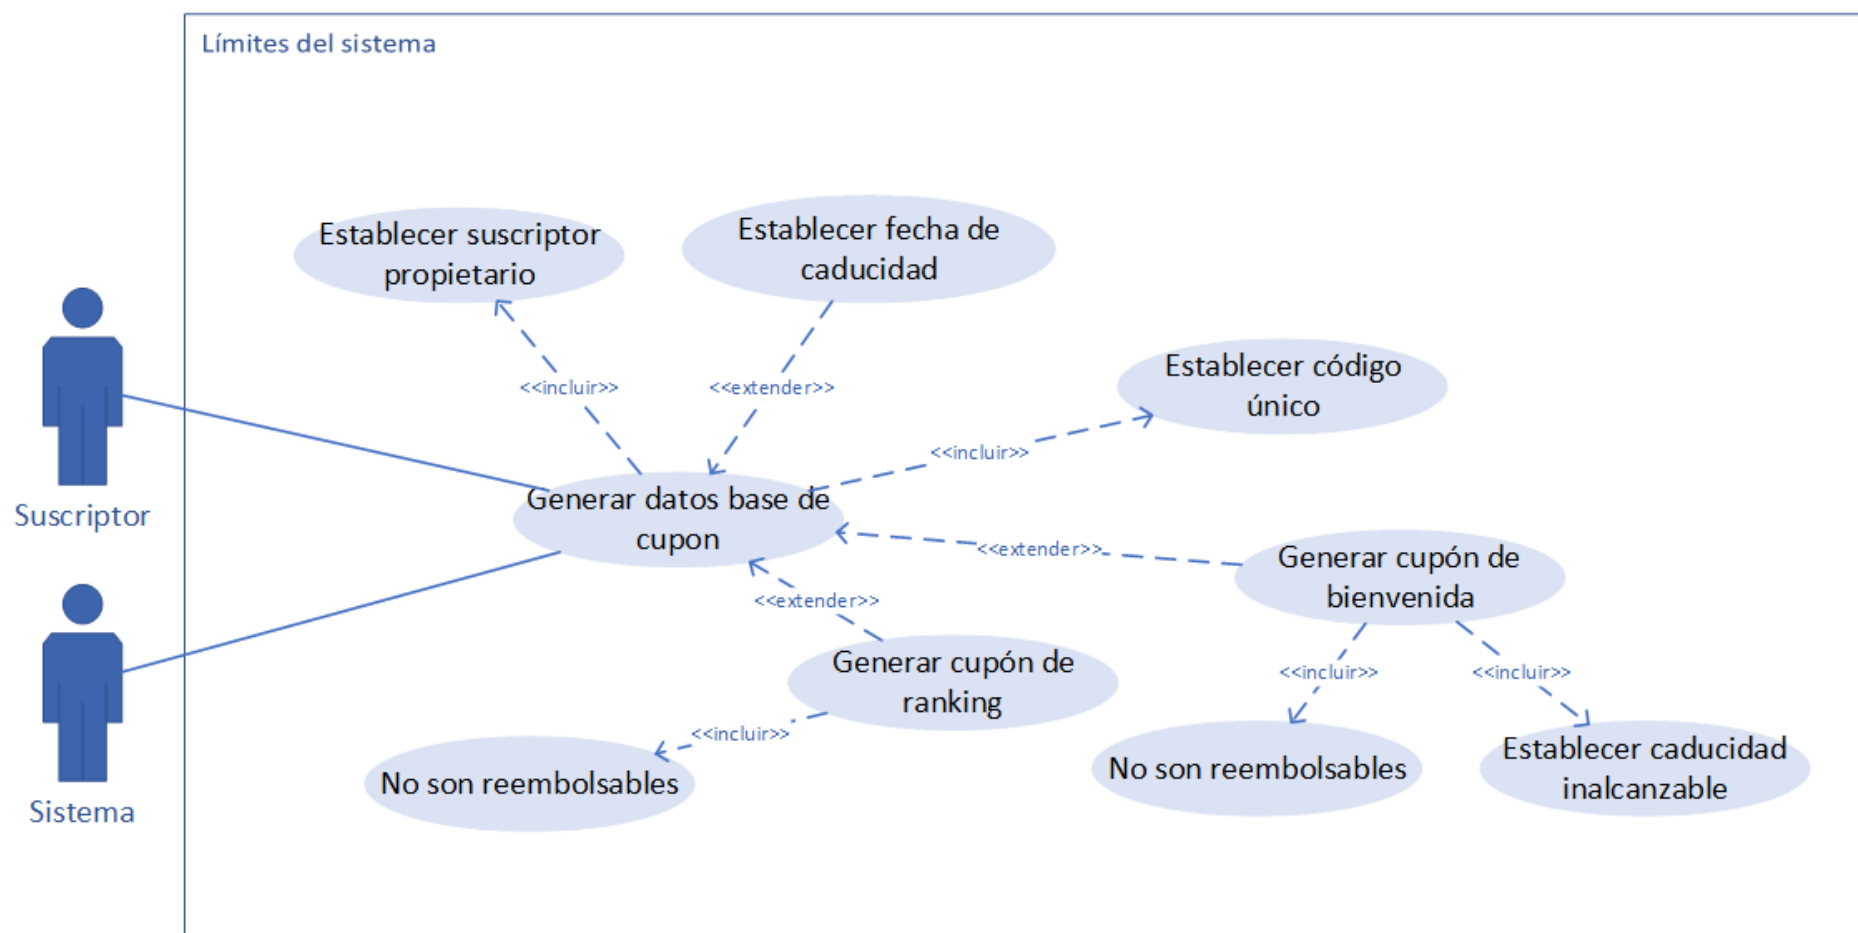 Límites del sistema
Establecer suscriptor
propietario
Establecer fecha de
caducidad
<<incluir>>
<<extender>>
Establecer código
único
<<incluir>>
Suscriptor
Generar datos base de
cupon
<<extender>>
Generar cupón de
bienvenida
<<extender>>
Generar cupón de
ranking
<<incluir>>
<<incluir>>
<<incluir>>
No son reembolsables
No son reembolsables
Establecer caducidad
inalcanzable
Sistema